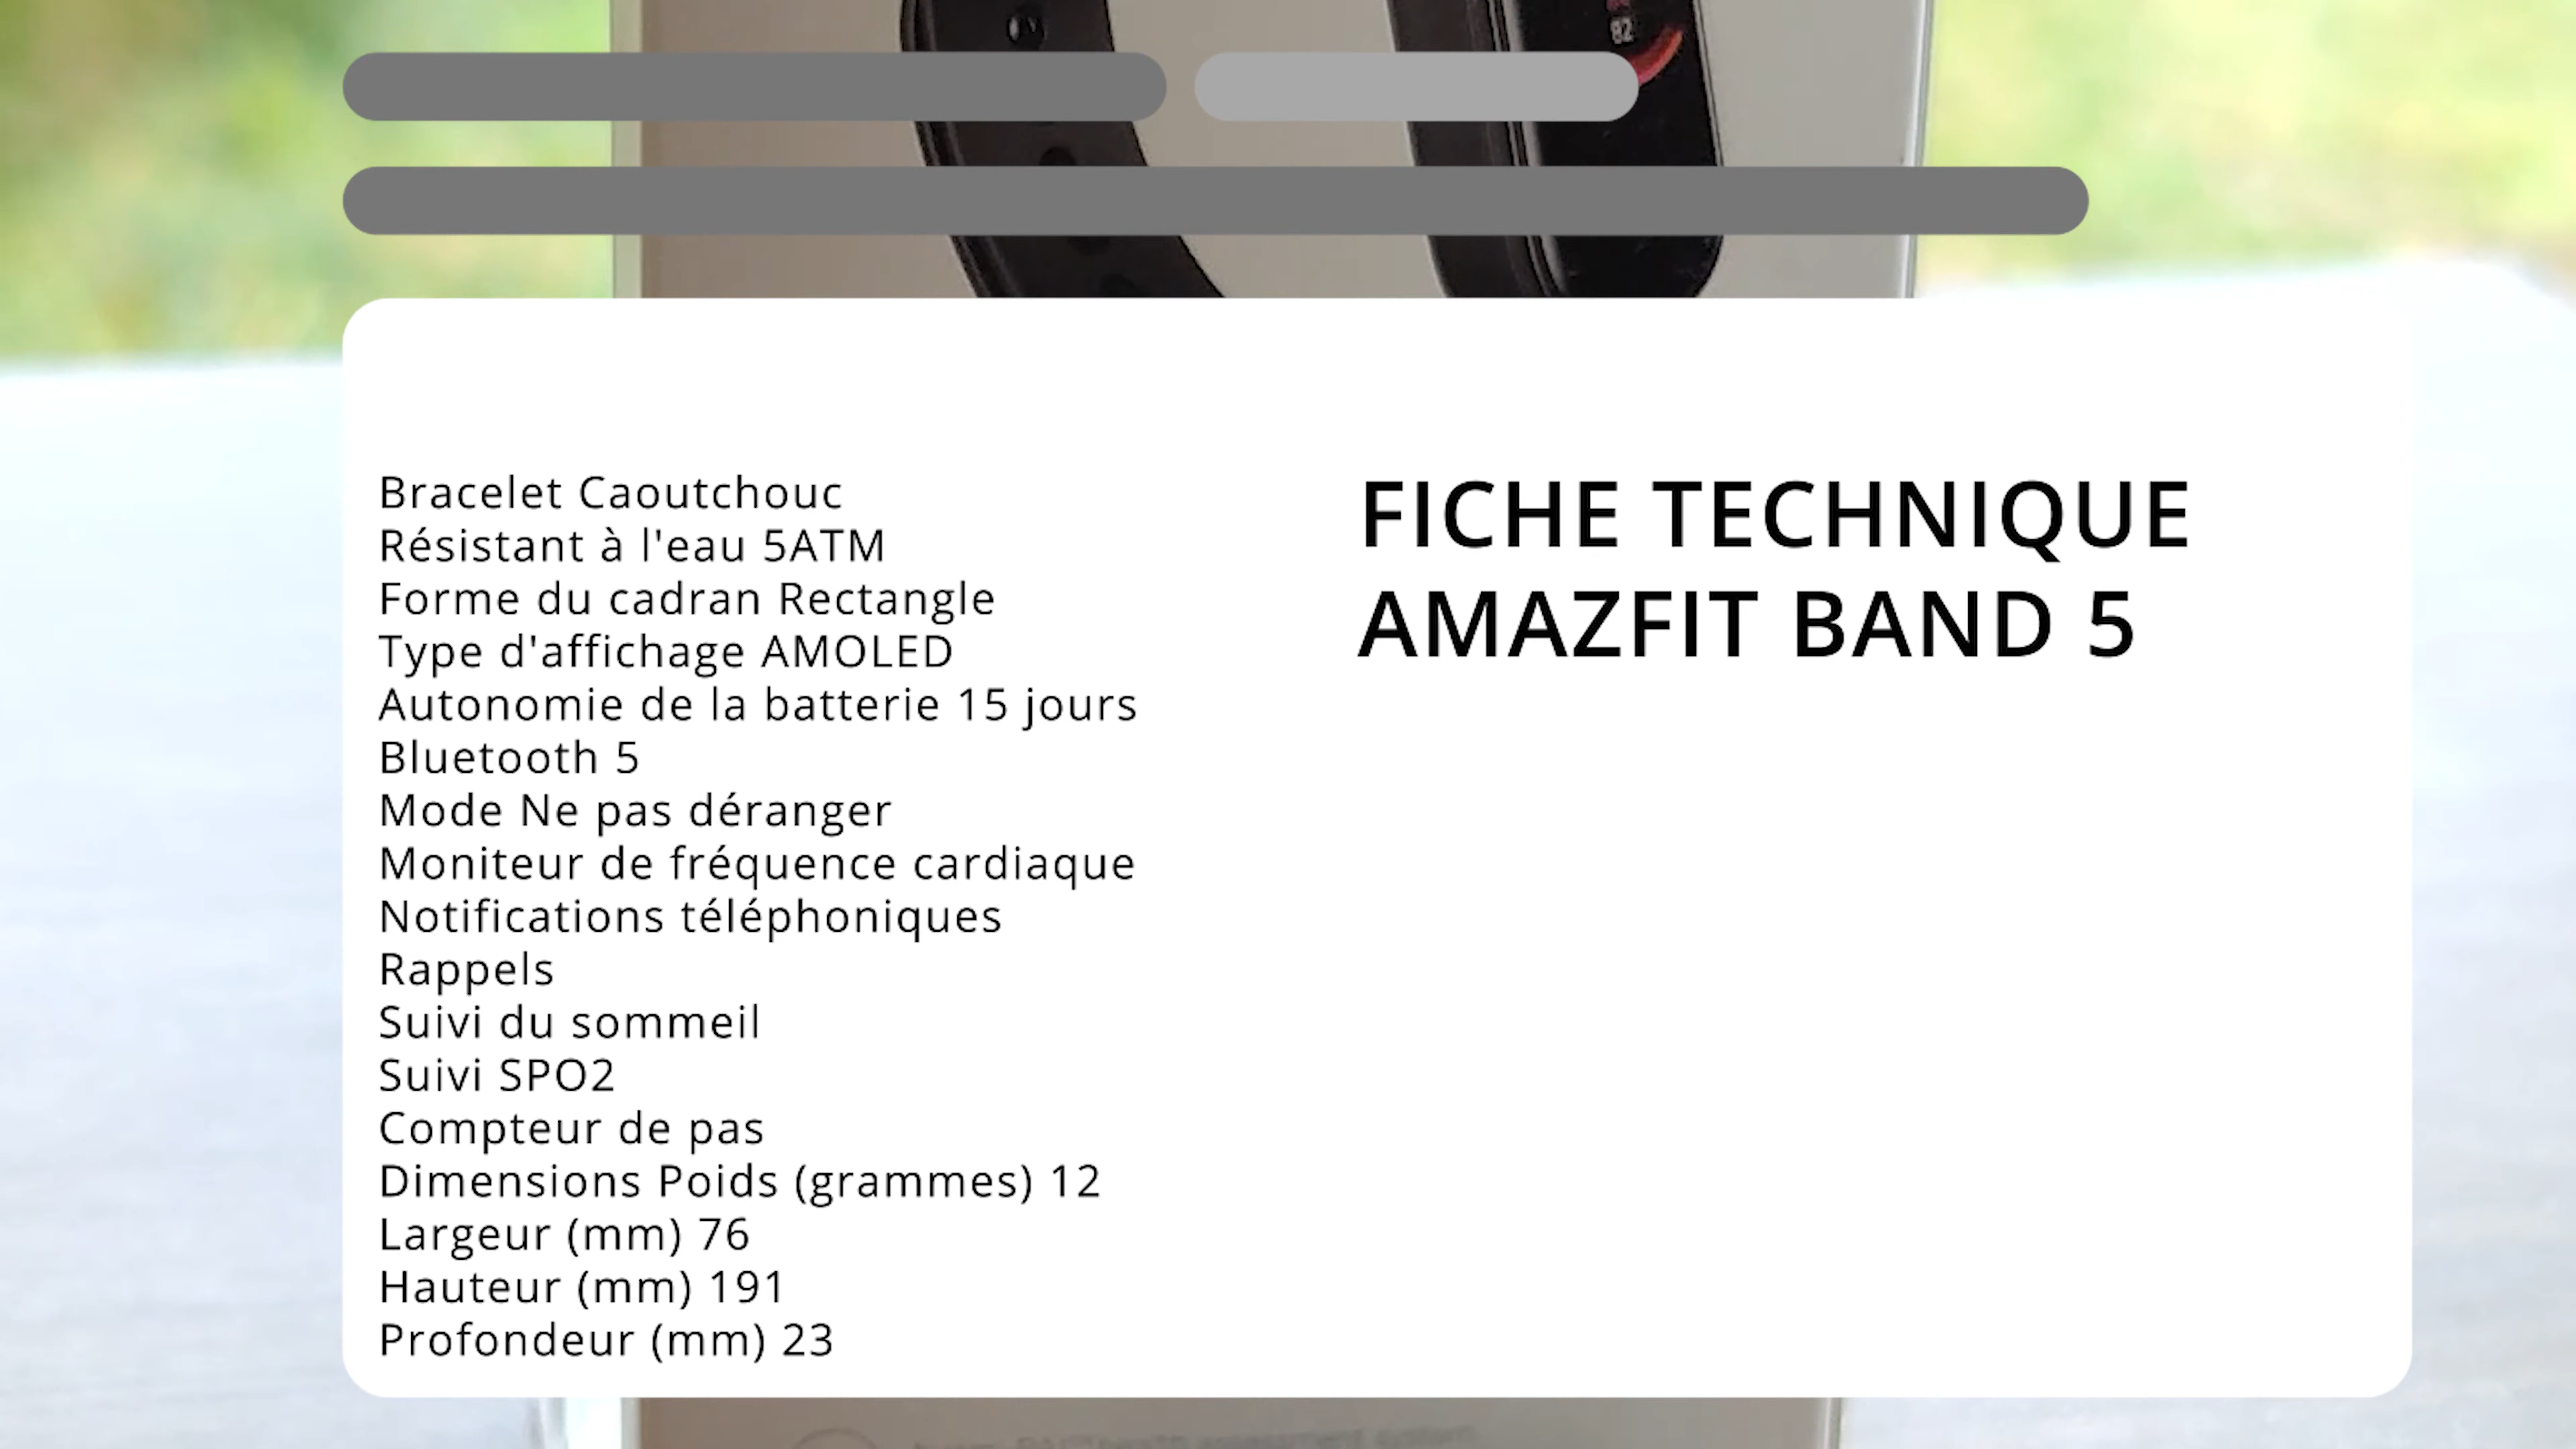 82
Bracelet Caoutchouc
Résistant à l'eau 5ATM
Forme du cadran Rectangle
Type d'affichage AMOLED
Autonomie de la batterie 15 jours
Bluetooth 5
Mode Ne pas déranger
Moniteur de fréquence cardiaque
Notifications téléphoniques
Rappels
Suivi du sommeil
Suivi SPO2
Compteur de pas
Dimensions Poids (grammes) 12
Largeur (mm) 76
Hauteur (mm) 191
Profondeur (mm) 23
FICHE TECHNIQUE
AMAZFIT BAND 5